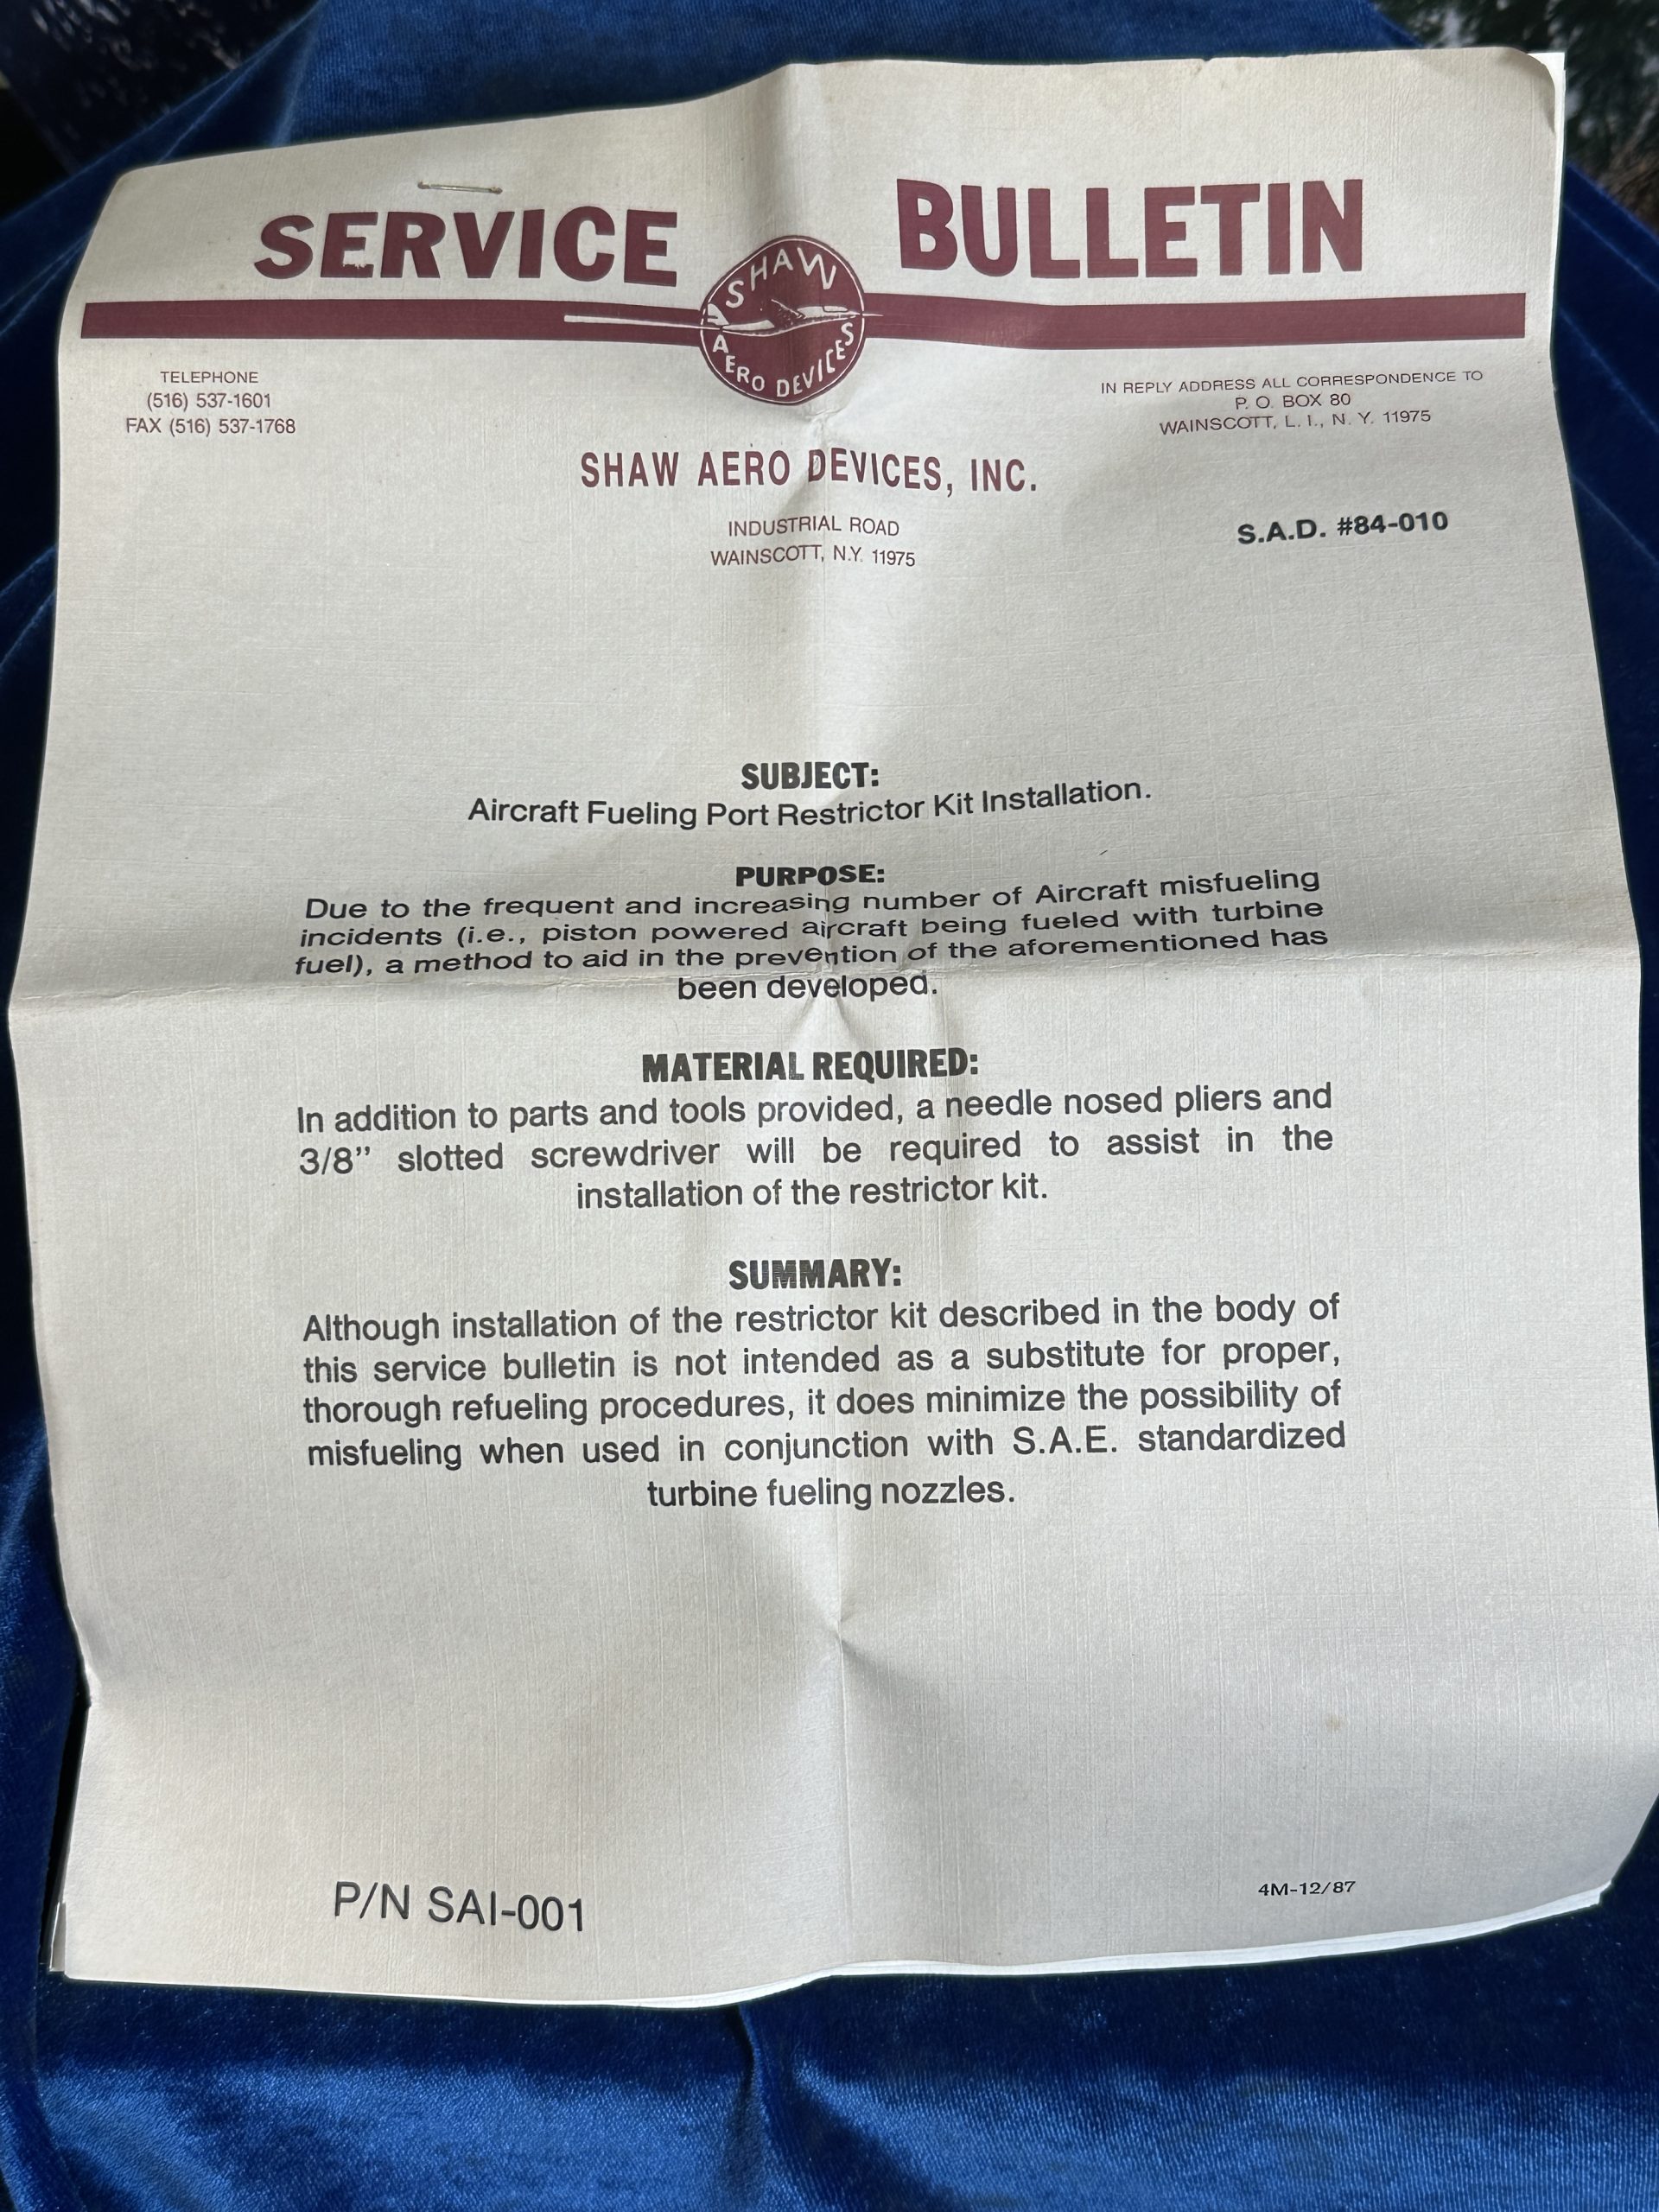 SERVICE BULLETIN
SHAW
AERO DEVICES
TELEPHONE
(516) 537-1601
FAX (516) 537-1768
IN REPLY ADDRESS ALL CORRESPONDENCE TO
P. O. BOX 80
WAINSCOTT, L. I., N. Y. 11975
SHAW AERO DEVICES, INC.
INDUSTRIAL ROAD
WAINSCOTT, N.Y. 11975
S.A.D. #84-010
SUBJECT:
Aircraft Fueling Port Restrictor Kit Installation.
PURPOSE:
Due to the frequent and increasing number of Aircraft misfueling
incidents (i.e., piston powered aircraft being fueled with turbine
fuel), a method to aid in the prevention of the aforementioned has
been developed.
MATERIAL REQUIRED:
In addition to parts and tools provided, a needle nosed pliers and
3/8” slotted screwdriver will be required to assist in the
installation of the restrictor kit.
SUMMARY:
Although installation of the restrictor kit described in the body of
this service bulletin is not intended as a substitute for proper,
thorough refueling procedures, it does minimize the possibility of
misfueling when used in conjunction with S.A.E. standardized
turbine fueling nozzles.
P/N SAI-001
4M-12/87